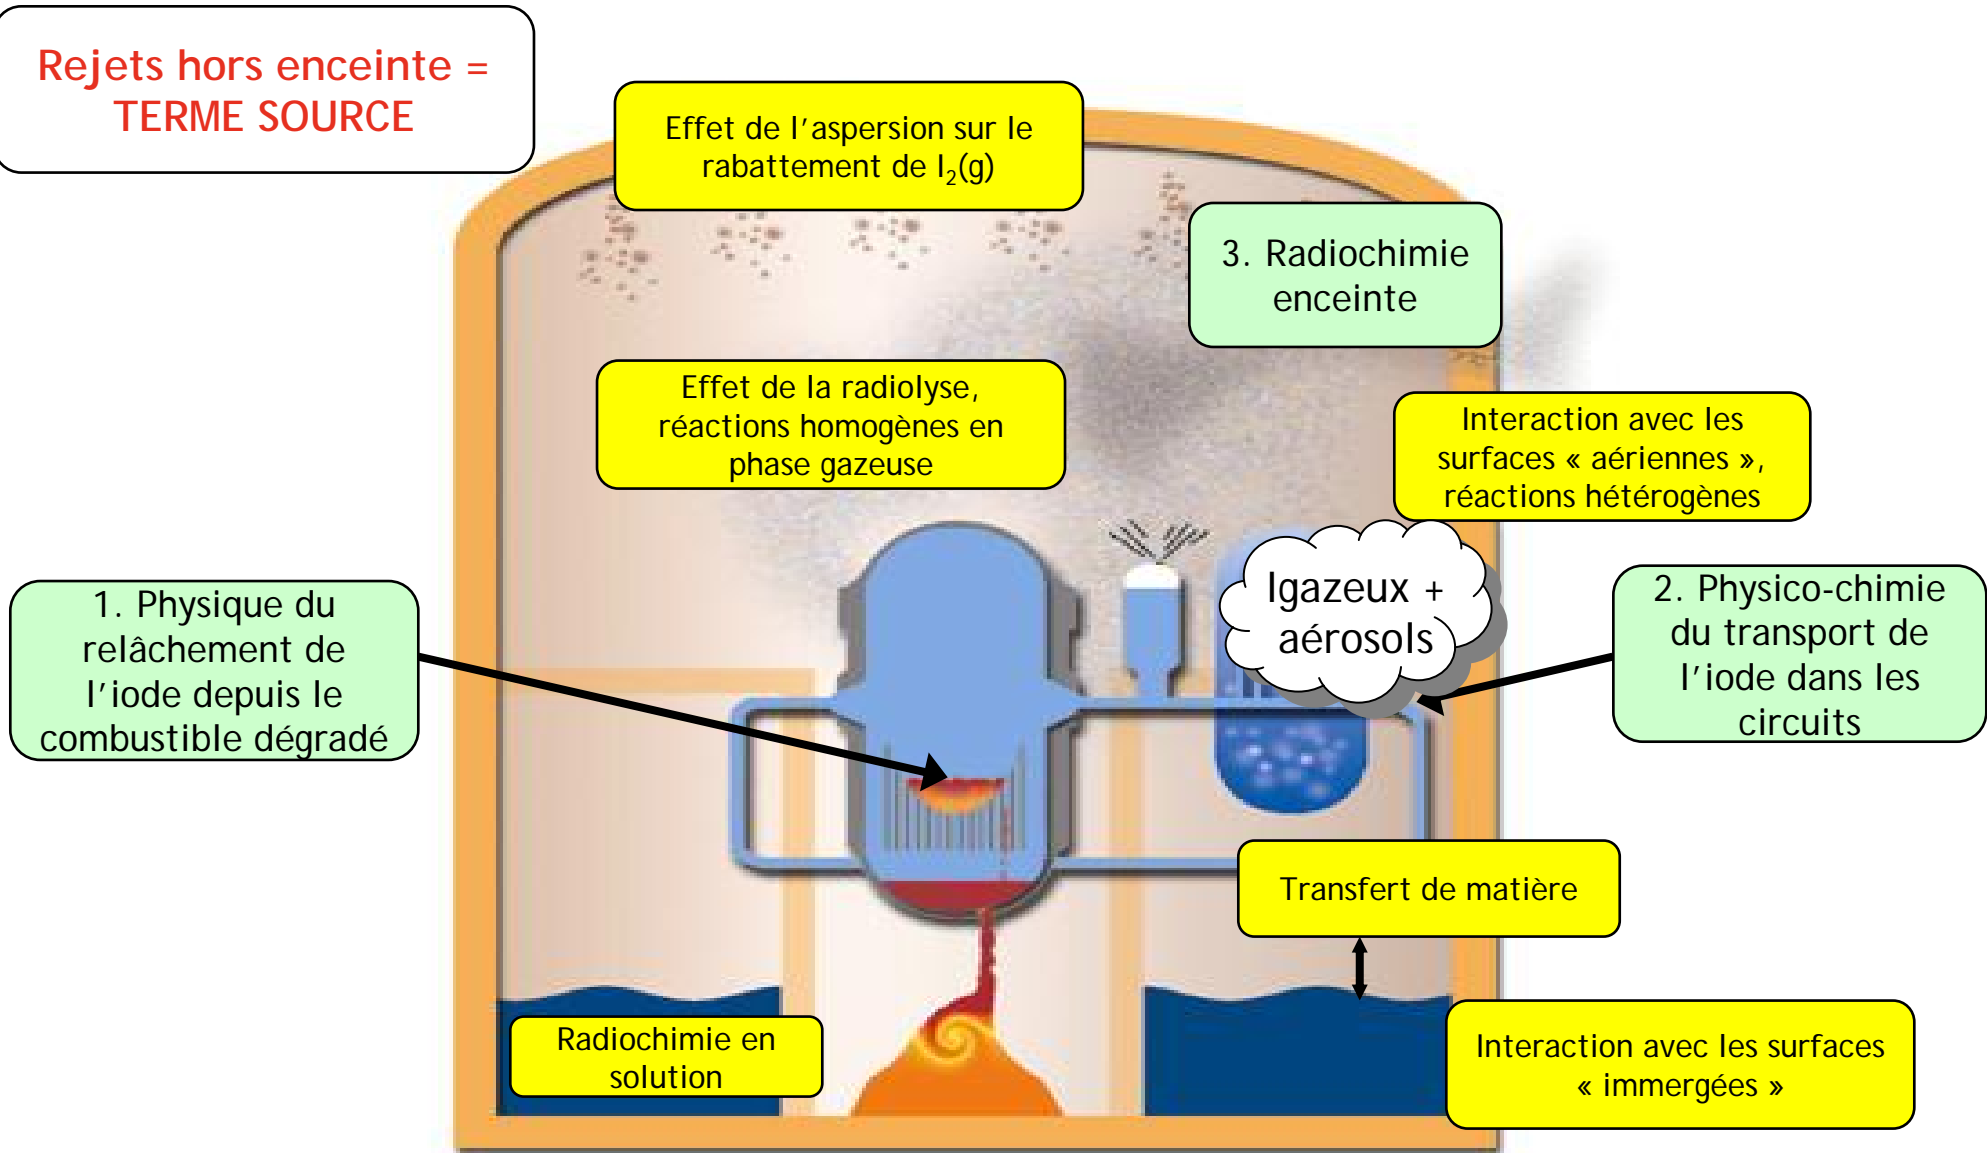 Rejets hors enceinte =
TERME SOURCE
Effet de l’aspersion sur le
rabattement de I₂(g)
3. Radiochimie
enceinte
Effet de la radiolyse,
réactions homogènes en
phase gazeuse
Interaction avec les
surfaces « aériennes »,
réactions hétérogènes
Igazeux +
aérosols
1. Physique du
relâchement de
l’iode depuis le
combustible dégradé
2. Physico-chimie
du transport de
l’iode dans les
circuits
Transfert de matière
Radiochimie en
solution
Interaction avec les surfaces
« immergées »